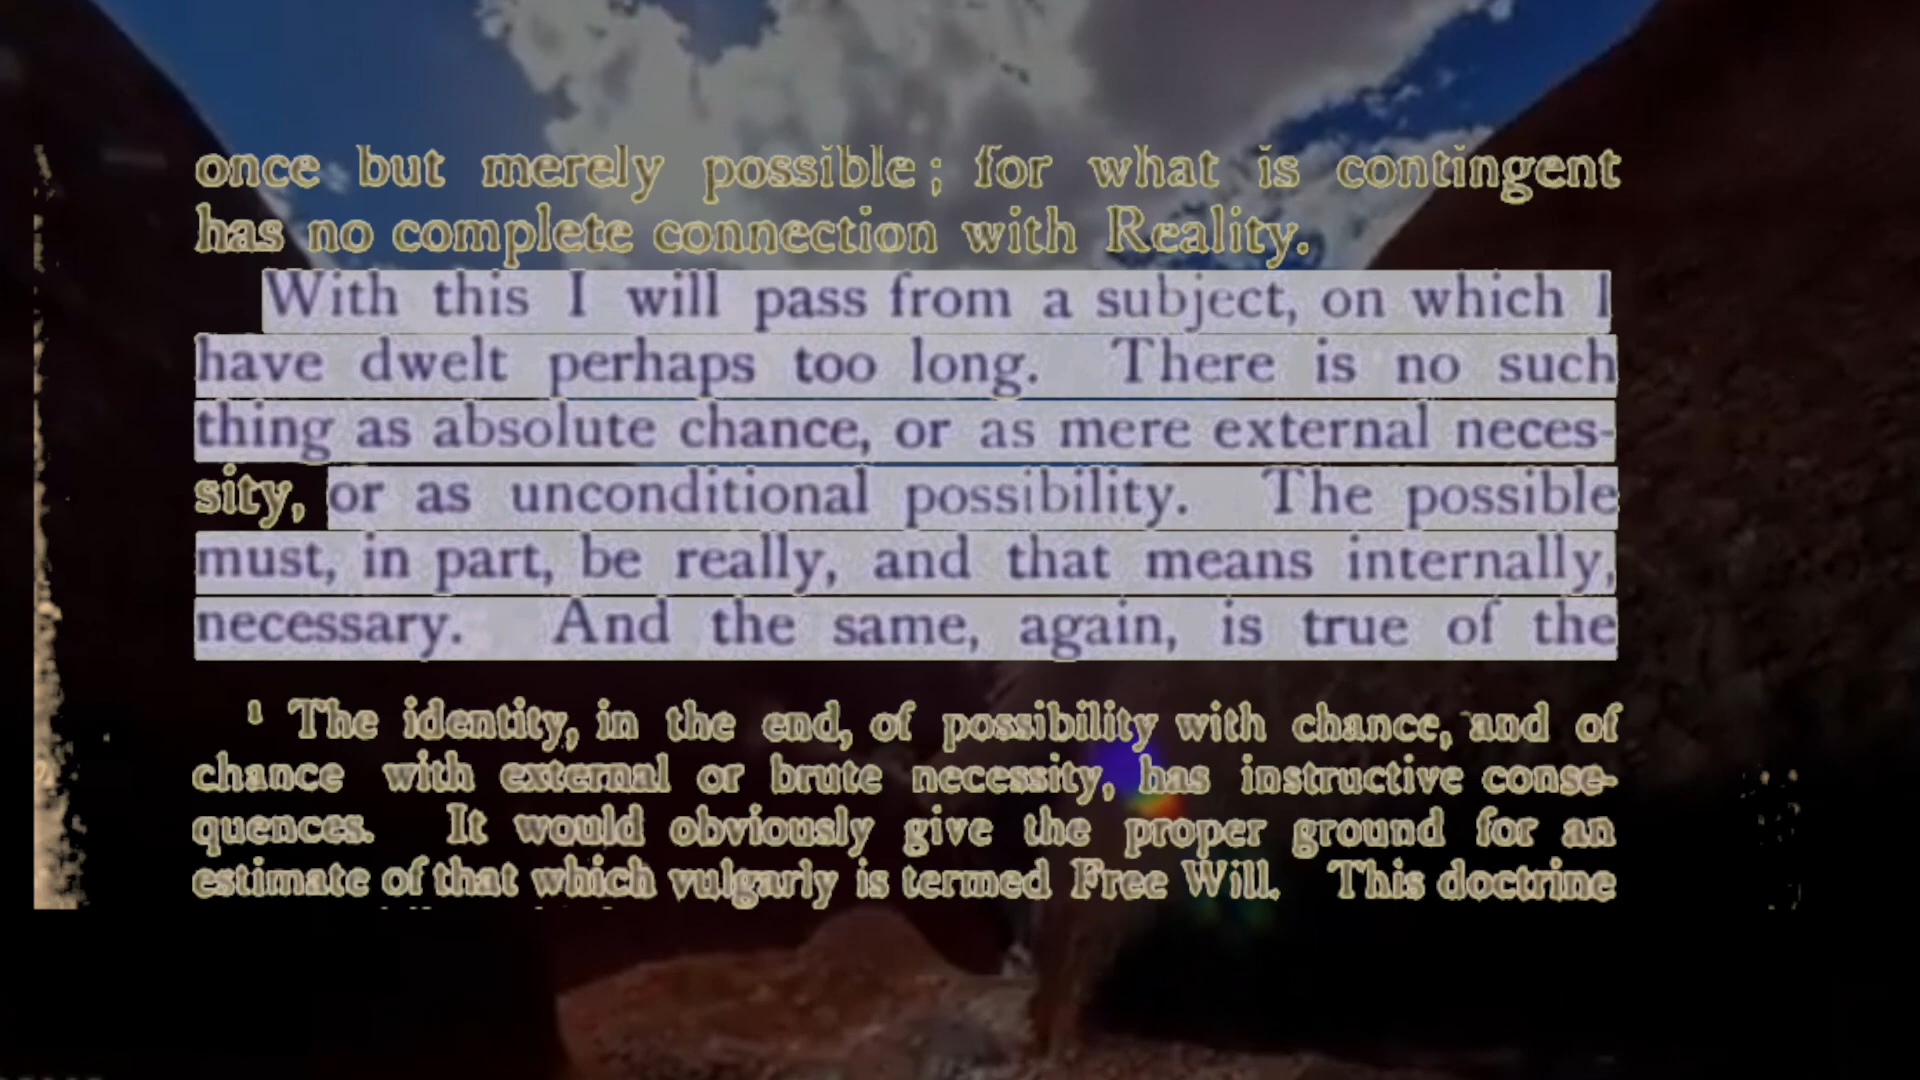 once but merely possible; for what is contingent
has no complete connection with Reality.
With this I will pass from a subject, on which I
have dwelt perhaps too long. There is no such
thing as absolute chance, or as mere external neces-
sity, or as unconditional possibility. The possible
must, in part, be really, and that means internally,
necessary. And the same, again, is true of the
¹ The identity, in the end, of possibility with chance, and of
chance with external or brute necessity, has instructive conse-
quences. It would obviously give the proper ground for an
estimate of that which vulgarly is termed Free Will. This doctrine